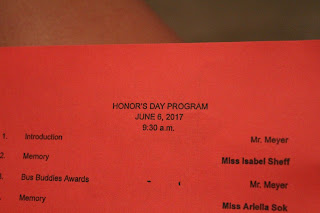 HONOR'S DAY PROGRAM
JUNE 6, 2017
9:30 a.m.
1. Introduction Mr. Meyer
2. Memory Miss Isabel Sheff
3. Bus Buddies Awards Mr. Meyer
4. Memory Miss Ariella Sok